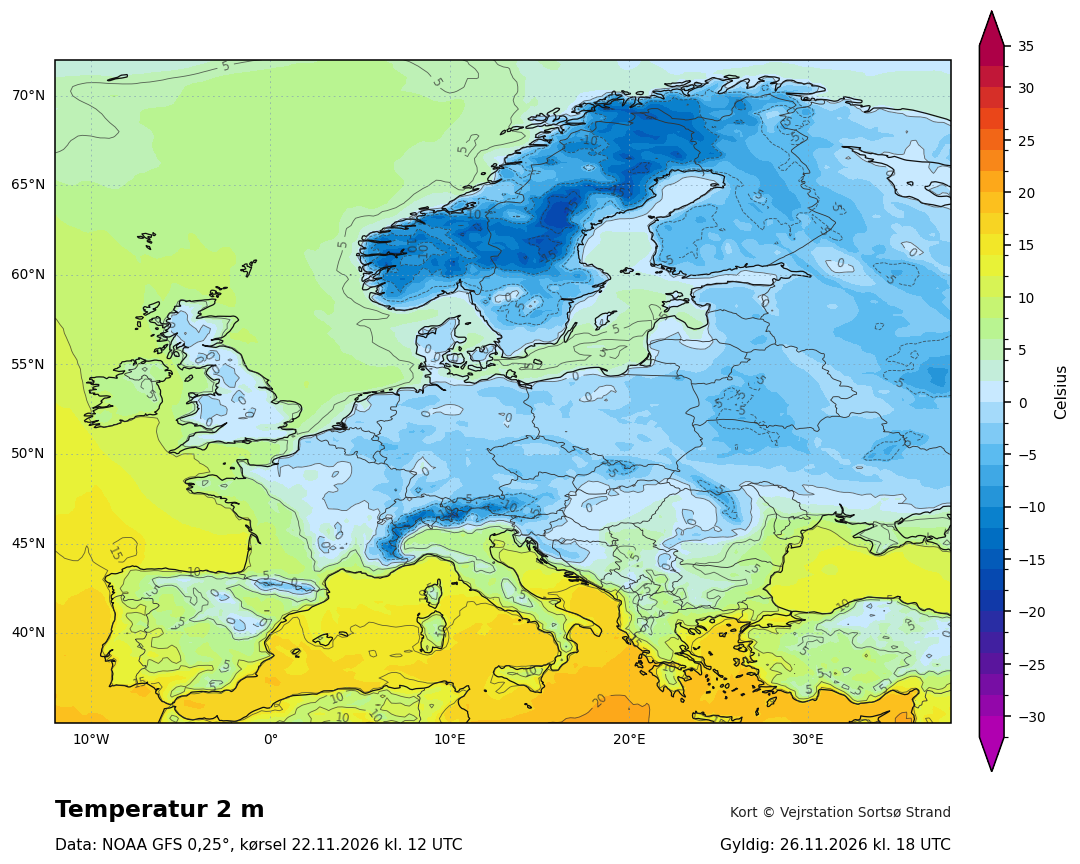 70°N
65°N
60°N
55°N
50°N
45°N
40°N
10°W
0°
10°E
20°E
30°E
35
30
25
20
15
10
5
0
−5
−10
−15
−20
−25
−30
Celsius
Temperatur 2 m
Kort © Vejrstation Sortsø Strand
Data: NOAA GFS 0,25°, kørsel 22.11.2026 kl. 12 UTC
Gyldig: 26.11.2026 kl. 18 UTC